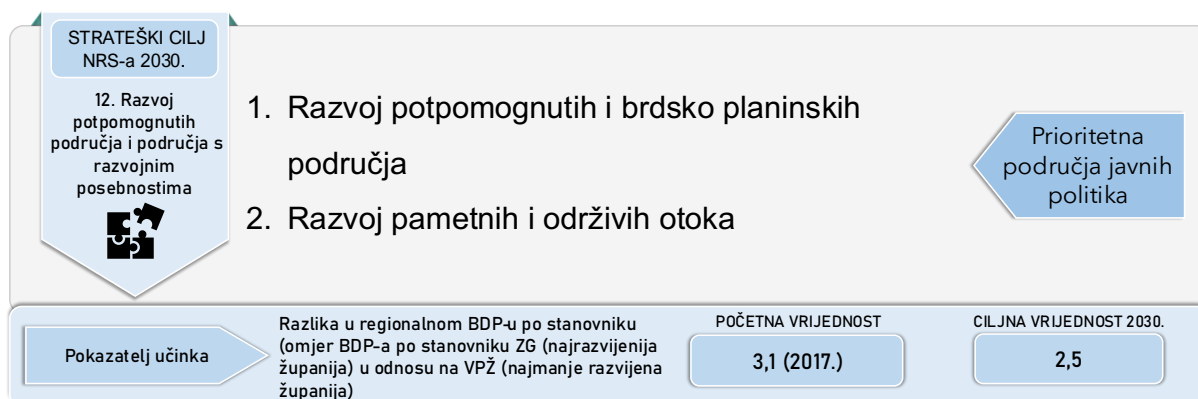 STRATEŠKI CILJ
NRS-a 2030.
12. Razvoj
potpomognutih
područja i područja s
razvojnim
posebnostima
1. Razvoj potpomognutih i brdsko planinskih
područja
2. Razvoj pametnih i održivih otoka
Prioritetna
područja javnih
politika
Pokazatelj učinka
Razlika u regionalnom BDP-u po stanovniku
(omjer BDP-a po stanovniku ZG (najrazvijenija
županija) u odnosu na VPŽ (najmanje razvijena
županija)
POČETNA VRIJEDNOST
3,1 (2017.)
CILJNA VRIJEDNOST 2030.
2,5